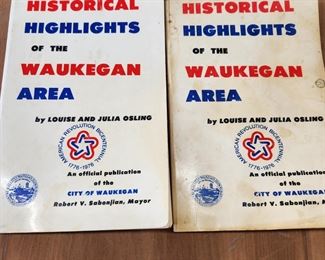 HISTORICAL
HIGHLIGHTS
OF THE
WAUKEGAN
AREA
by LOUISE AND JULIA OSLING
AMERICAN REVOLUTION BICENTENNIAL
1776-1976
An official publication
of the
CITY OF WAUKEGAN
Robert V. Sabonjian, Mayor
HISTORICAL
HIGHLIGHTS
OF THE
WAUKEGAN
AREA
by LOUISE AND JULIA OSLING
AMERICAN REVOLUTION BICENTENNIAL
1776-1976
An official publication
of the
CITY OF WAUKEGAN
Robert V. Sabonjian, M